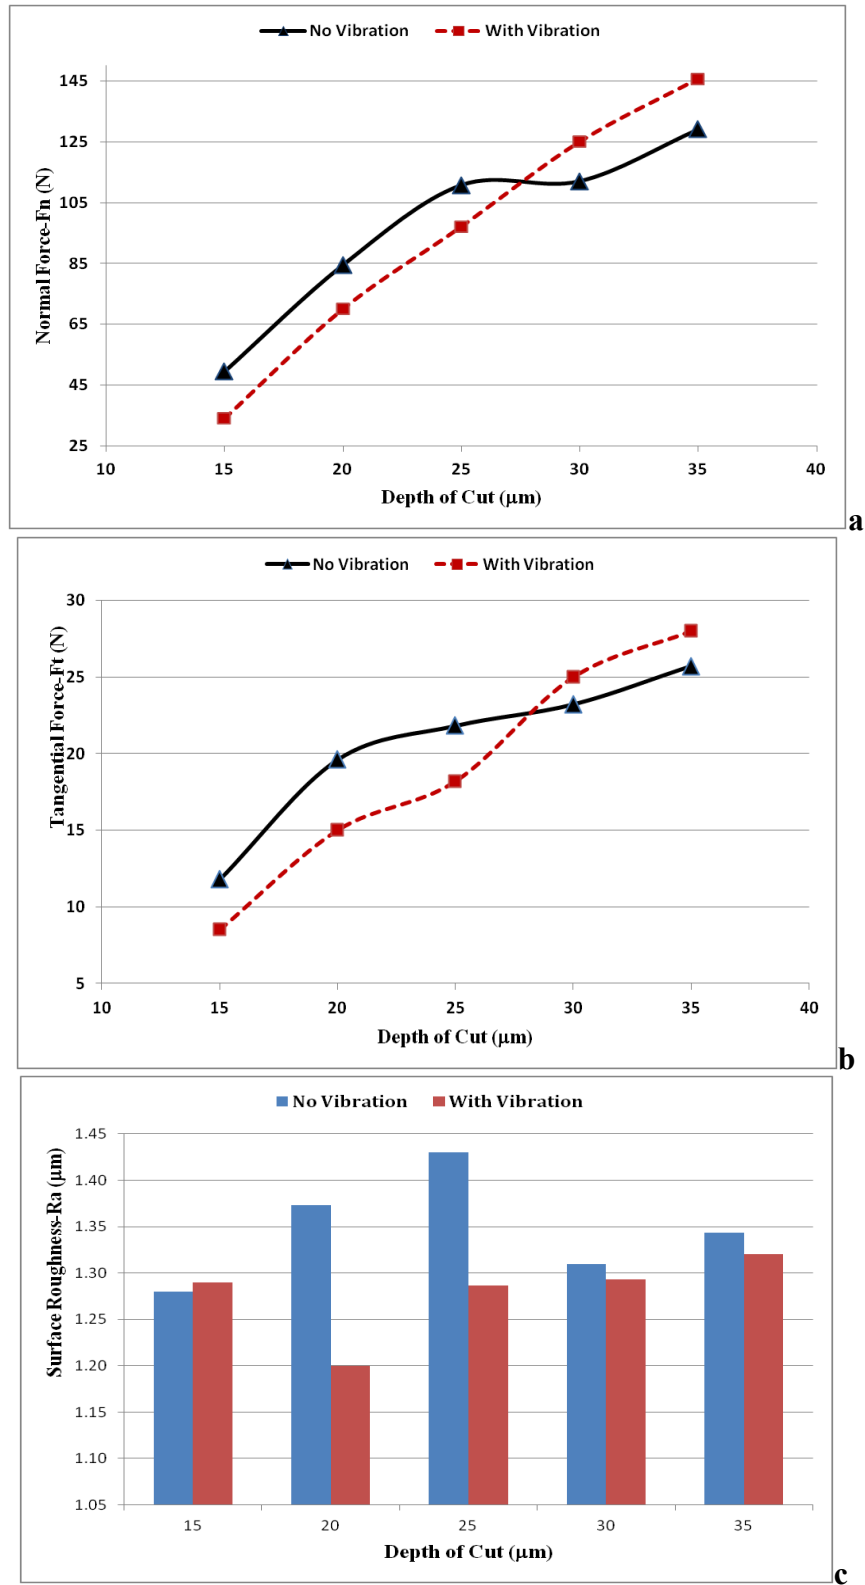 No Vibration With Vibration
145
125
105
85
65
45
25
Normal Force-Fn (N)
10 15 20 25 30 35 40
Depth of Cut (µm)
a
No Vibration With Vibration
30
25
20
15
10
5
Tangential Force-Ft (N)
10 15 20 25 30 35 40
Depth of Cut (µm)
b
No Vibration With Vibration
1.45
1.40
1.35
1.30
1.25
1.20
1.15
1.10
1.05
Surface Roughness-Ra (µm)
15 20 25 30 35
Depth of Cut (µm)
c